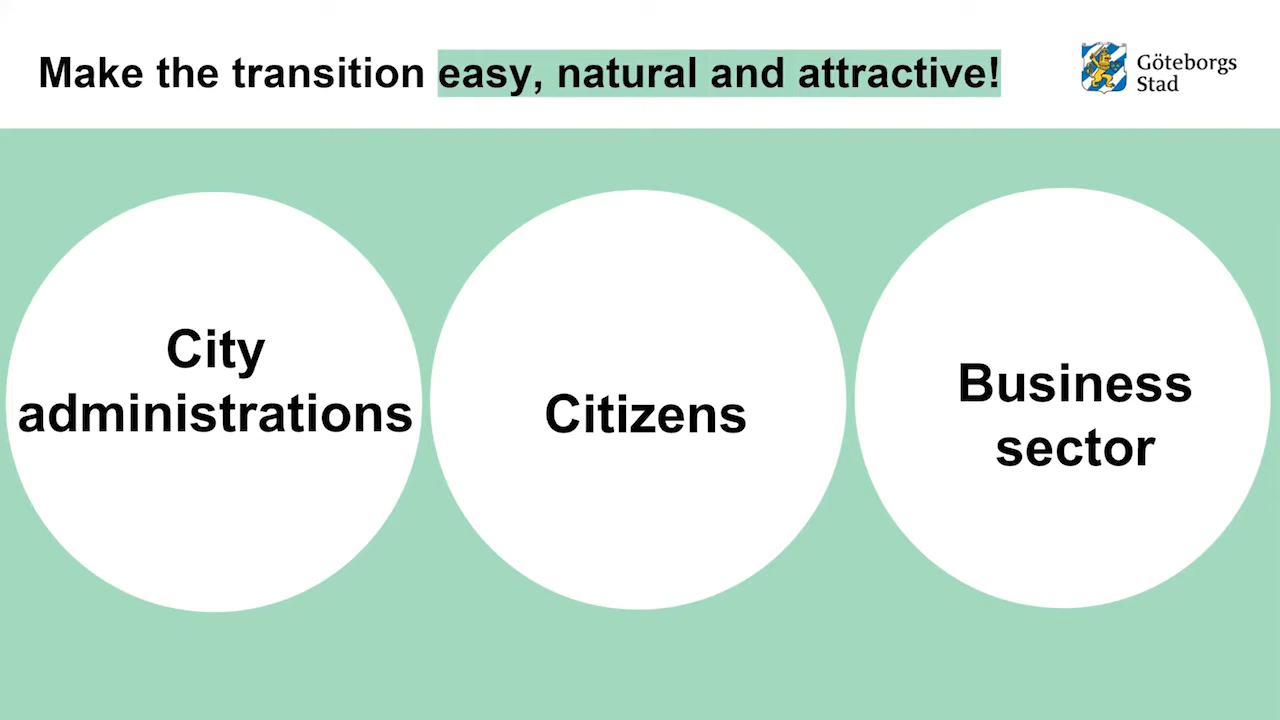 Make the transition easy, natural and attractive!
Göteborgs
Stad
City
administrations
Citizens
Business
sector